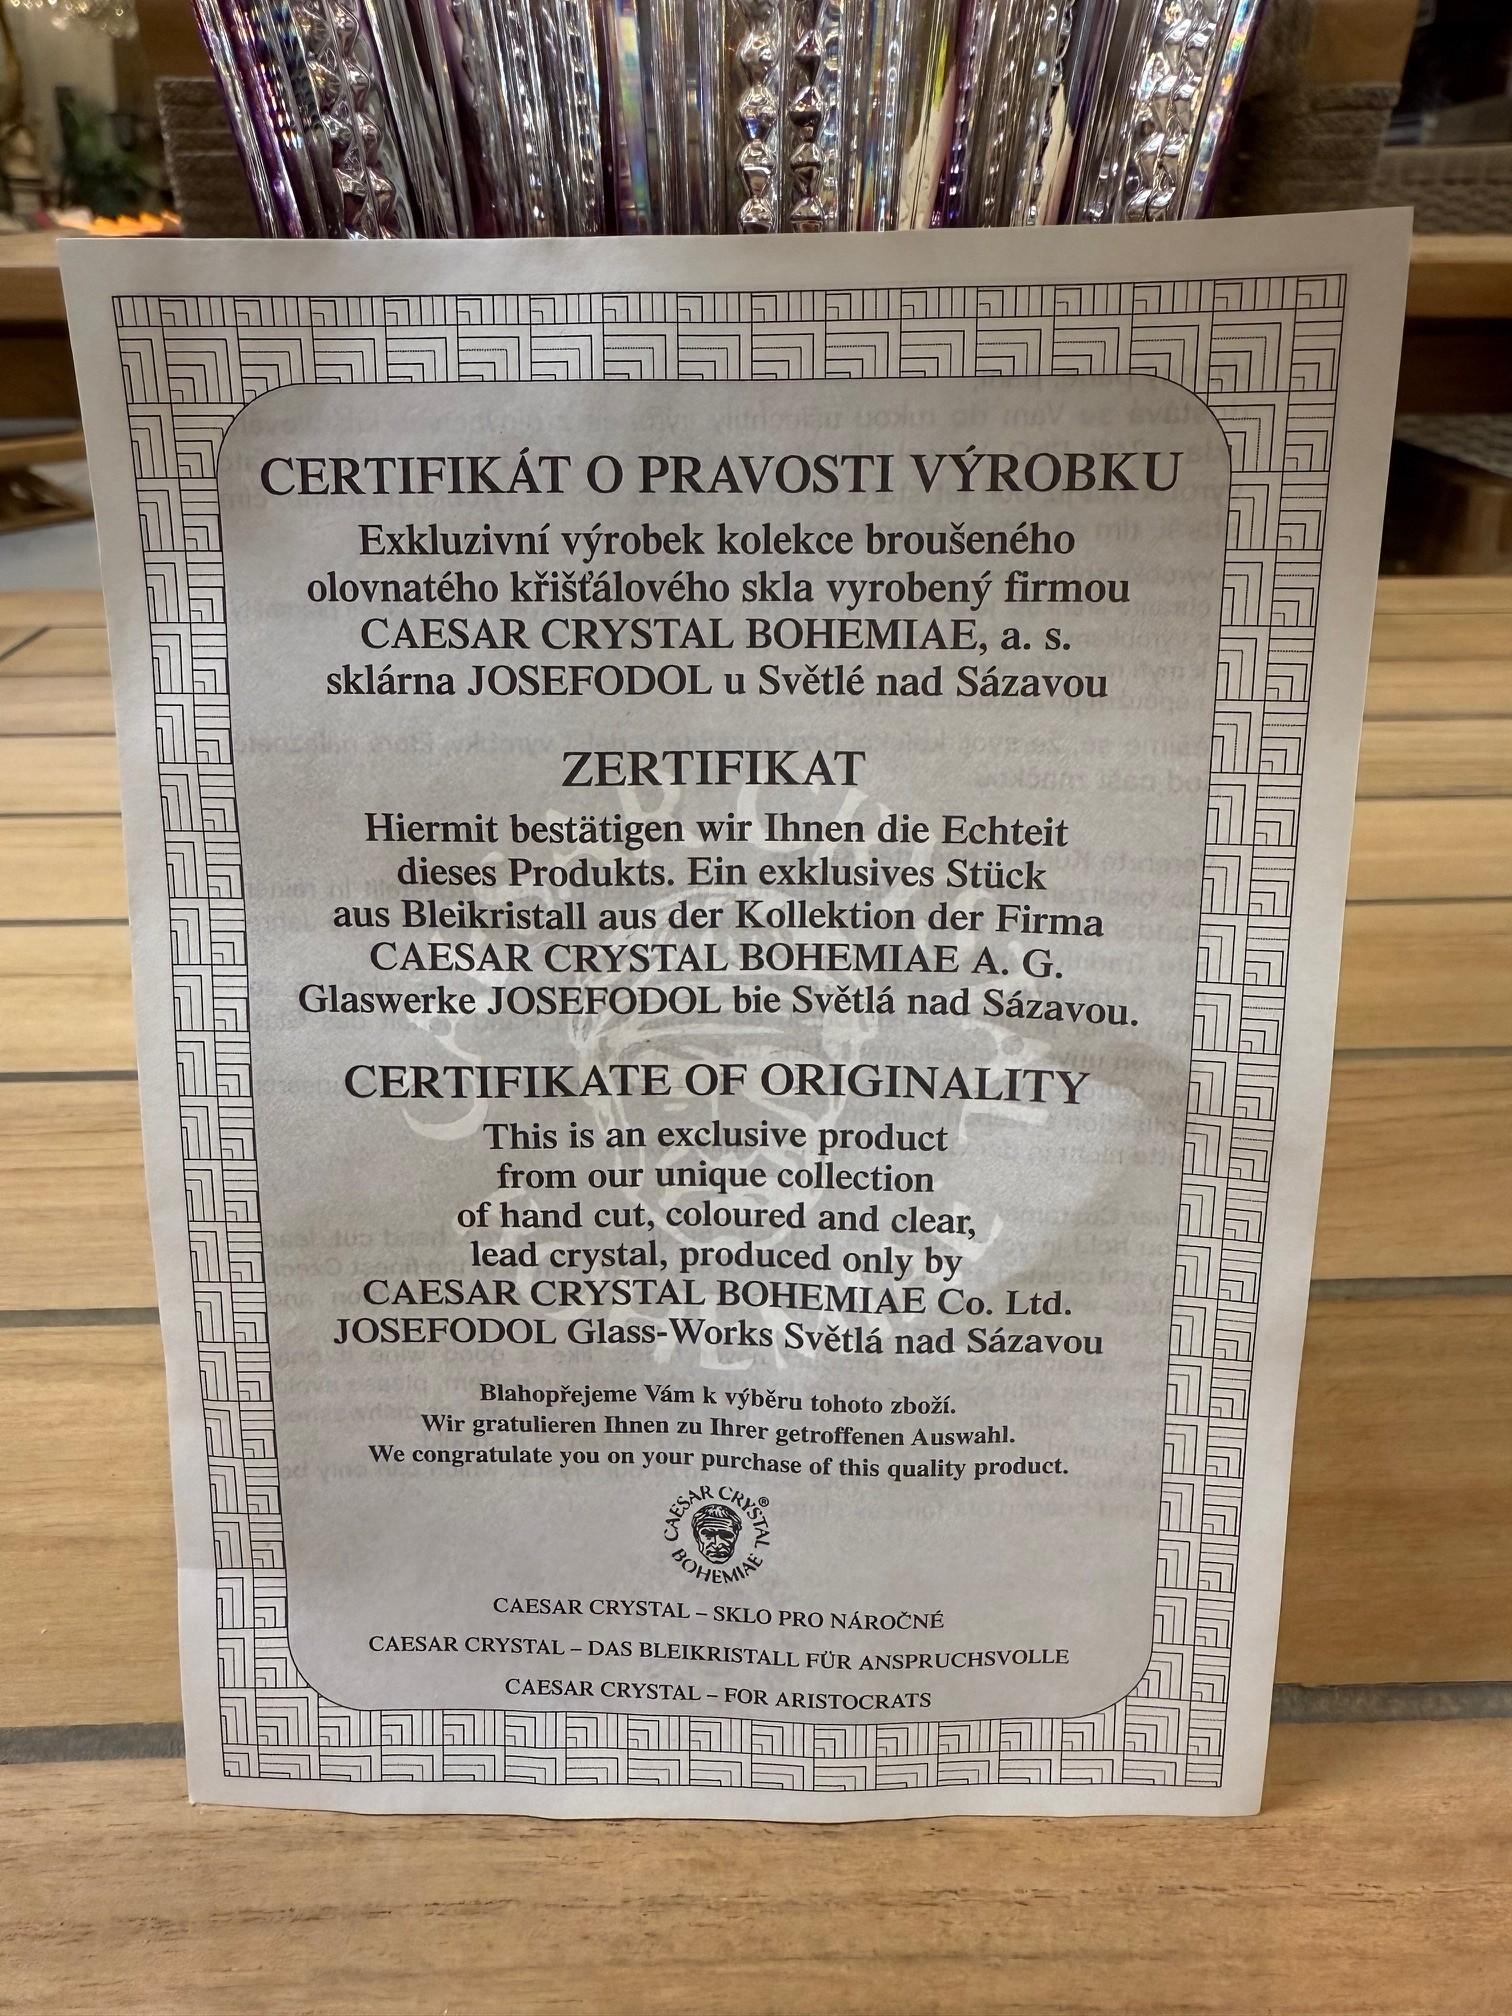 CERTIFIKÁT O PRAVOSTI VÝROBKU
Exkluzivní výrobek kolekce broušeného
olovnatého křišťálového skla vyrobený firmou
CAESAR CRYSTAL BOHEMIAE, a. s.
sklárna JOSEFODOL u Světlé nad Sázavou
ZERTIFIKAT
Hiermit bestätigen wir Ihnen die Echteit
dieses Produkts. Ein exklusives Stück
aus Bleikristall aus der Kollektion der Firma
CAESAR CRYSTAL BOHEMIAE A. G.
Glaswerke JOSEFODOL bie Světlá nad Sázavou.
CERTIFIKATE OF ORIGINALITY
This is an exclusive product
from our unique collection
of hand cut, coloured and clear,
lead crystal, produced only by
CAESAR CRYSTAL BOHEMIAE Co. Ltd.
JOSEFODOL Glass-Works Světlá nad Sázavou
Blahopřejeme Vám k výběru tohoto zboží.
Wir gratulieren Ihnen zu Ihrer getroffenen Auswahl.
We congratulate you on your purchase of this quality product.
CAESAR CRYSTAL ®
BOHEMIAE
CAESAR CRYSTAL – SKLO PRO NÁROČNÉ
CAESAR CRYSTAL – DAS BLEIKRISTALL FÜR ANSPRUCHSVOLLE
CAESAR CRYSTAL – FOR ARISTOCRATS